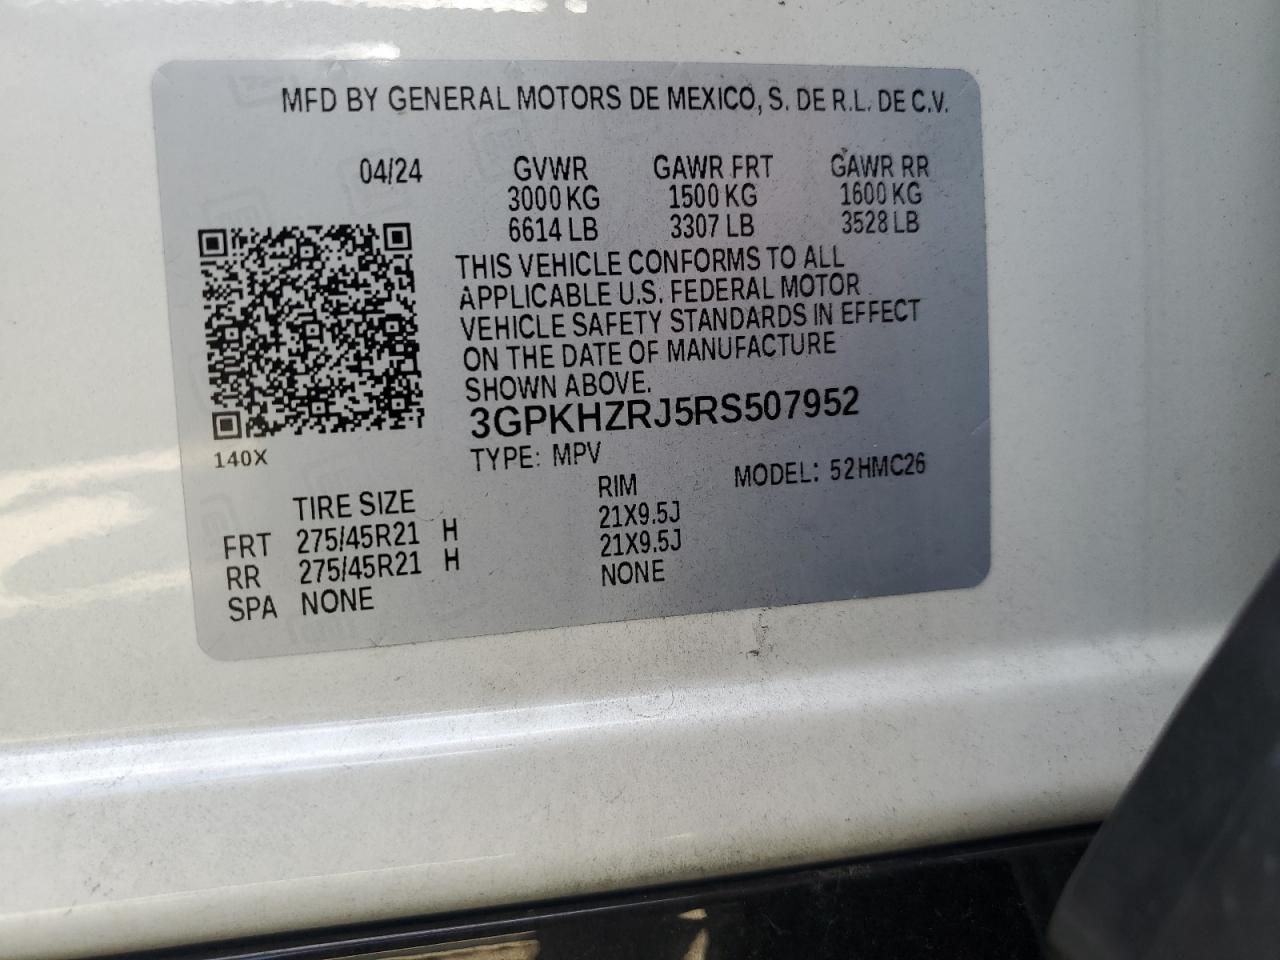 MFD BY GENERAL MOTORS DE MEXICO, S. DE R.L. DE C.V.
04/24 GVWR GAWR FRT GAWR RR
3000 KG 1500 KG 1600 KG
6614 LB 3307 LB 3528 LB
THIS VEHICLE CONFORMS TO ALL
APPLICABLE U.S. FEDERAL MOTOR
VEHICLE SAFETY STANDARDS IN EFFECT
ON THE DATE OF MANUFACTURE
SHOWN ABOVE.
3GPKHZRJ5RS507952
140X
TYPE: MPV MODEL: 52HMC26
TIRE SIZE RIM
FRT 275/45R21 H 21X9.5J
RR 275/45R21 H 21X9.5J
SPA NONE NONE